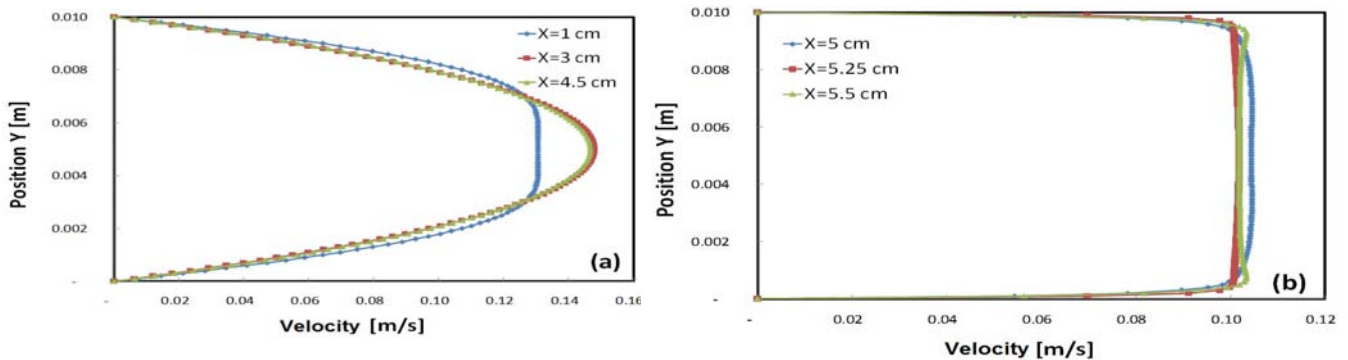 0.010
0.008
0.006
0.004
0.002
-
Position Y [m]
X=1 cm
X=3 cm
X=4.5 cm
(a)
- 0.02 0.04 0.06 0.08 0.10 0.12 0.14 0.16
Velocity [m/s]
0.010
0.008
0.006
0.004
0.002
-
Position Y [m]
X=5 cm
X=5.25 cm
X=5.5 cm
(b)
- 0.02 0.04 0.06 0.08 0.10 0.12
Velocity [m/s]